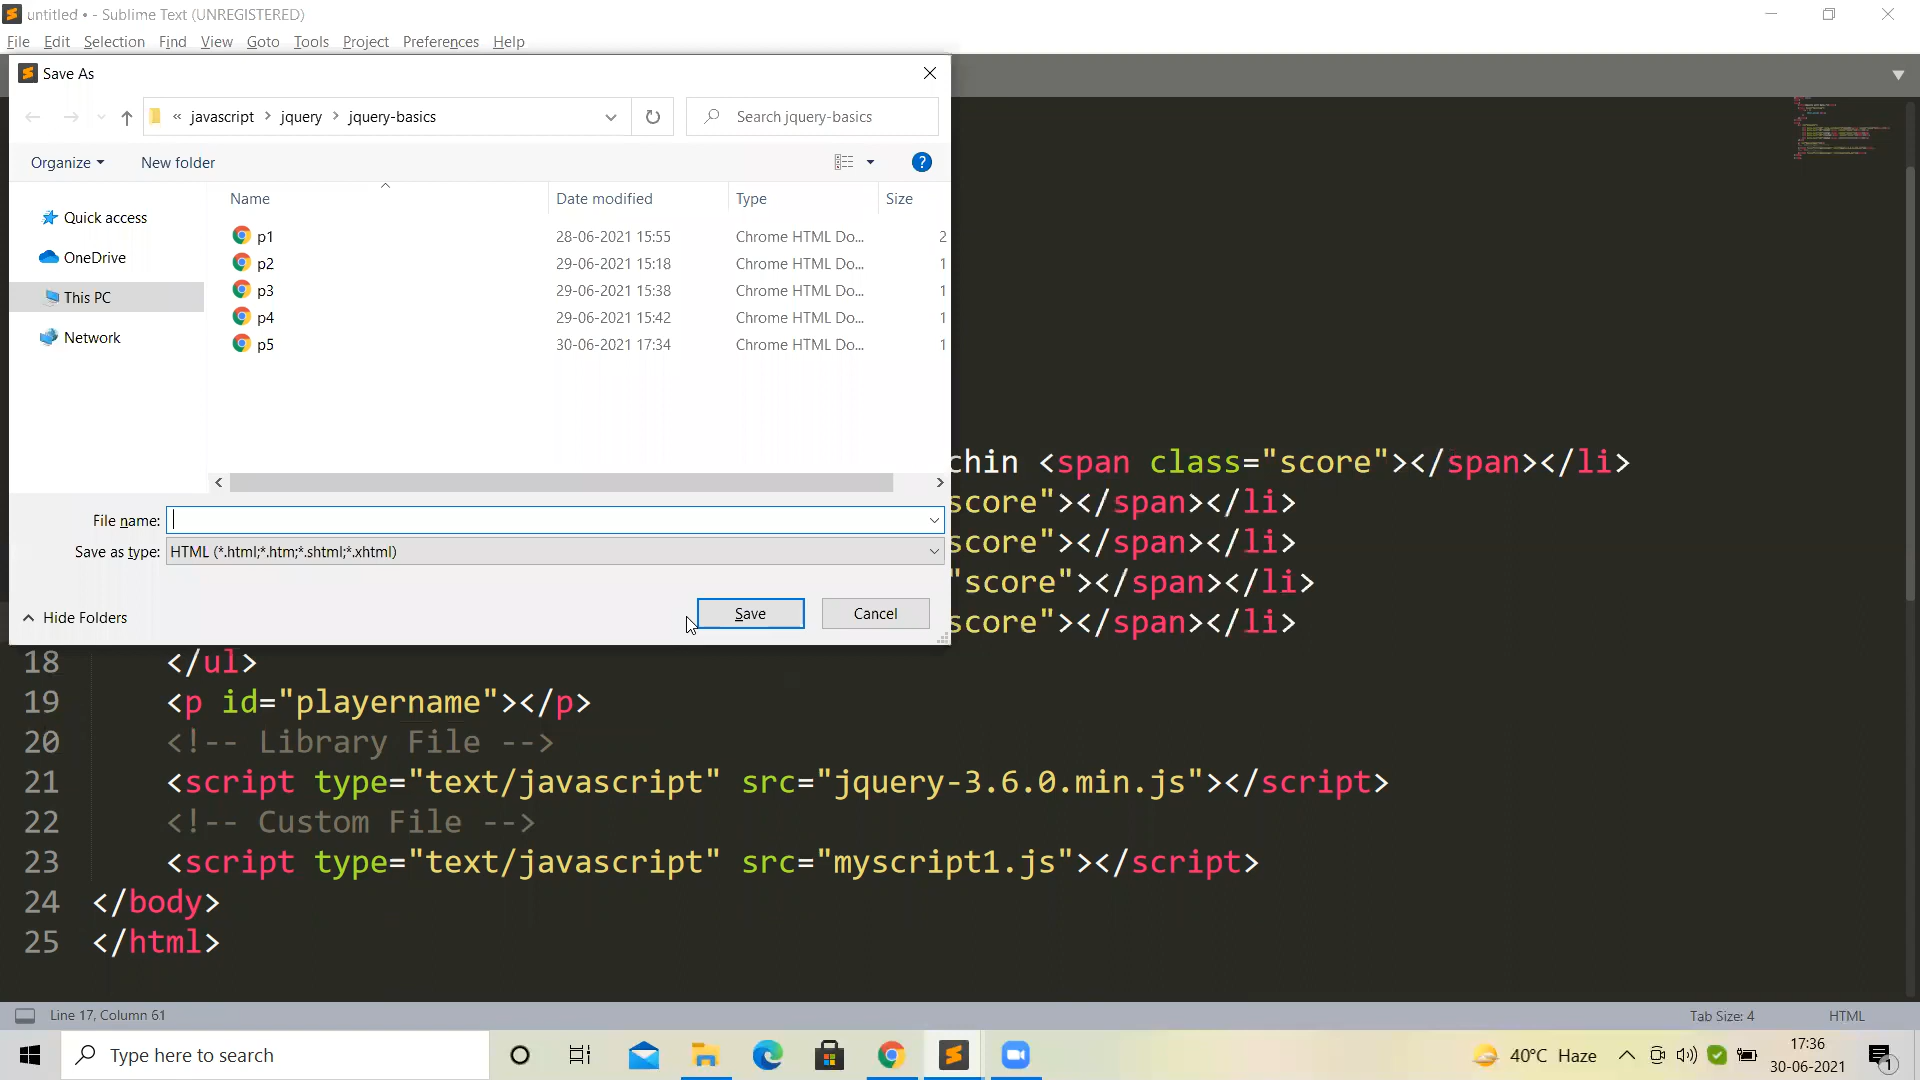 untitled • - Sublime Text (UNREGISTERED)
File Edit Selection Find View Goto Tools Project Preferences Help
Save As
« javascript > jquery > jquery-basics
Search jquery-basics
Organize New folder
Name Date modified Type Size
Quick access
OneDrive
This PC
Network
p1 28-06-2021 15:55 Chrome HTML Do... 2
p2 29-06-2021 15:18 Chrome HTML Do... 1
p3 29-06-2021 15:38 Chrome HTML Do... 1
p4 29-06-2021 15:42 Chrome HTML Do... 1
p5 30-06-2021 17:34 Chrome HTML Do... 1
File name:
Save as type: HTML (*.html;*.htm;*.shtml;*.xhtml)
Hide Folders Save Cancel
chin <span class="score"></span></li>
score"></span></li>
score"></span></li>
"score"></span></li>
score"></span></li>
18 </ul>
19 <p id="playername"></p>
20 <!-- Library File -->
21 <script type="text/javascript" src="jquery-3.6.0.min.js"></script>
22 <!-- Custom File -->
23 <script type="text/javascript" src="myscript1.js"></script>
24 </body>
25 </html>
Line 17, Column 61 Tab Size: 4 HTML
Type here to search
40°C Haze
17:36
30-06-2021
1